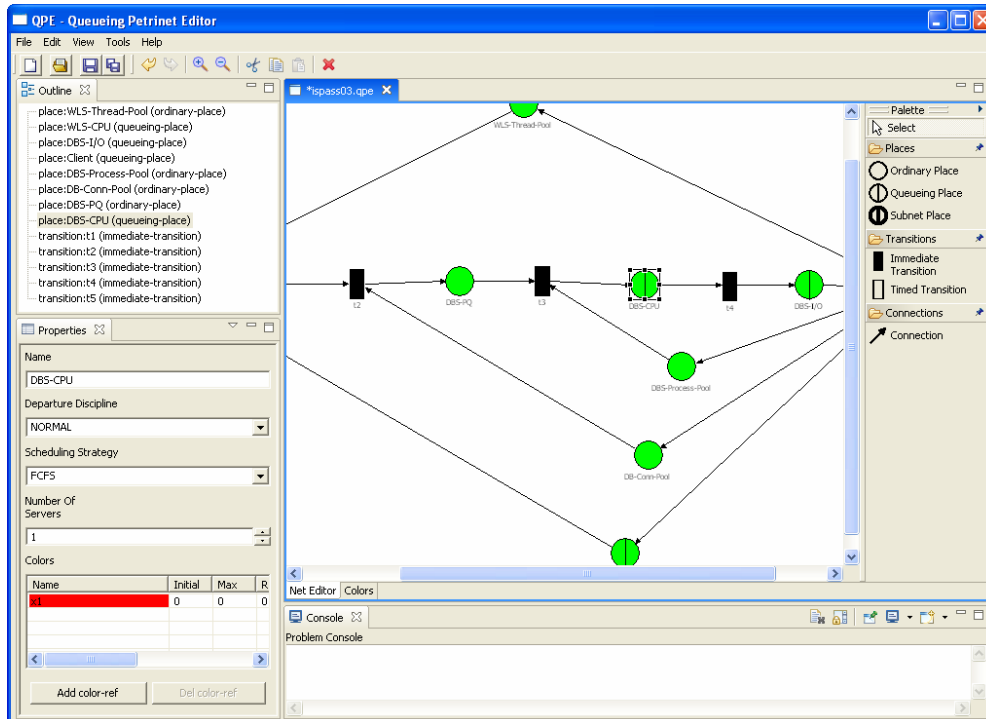 QPE - Queueing Petrinet Editor
File Edit View Tools Help
Outline
place:WLS-Thread-Pool (ordinary-place)
place:WLS-CPU (queueing-place)
place:DBS-I/O (queueing-place)
place:Client (queueing-place)
place:DBS-Process-Pool (ordinary-place)
place:DB-Conn-Pool (ordinary-place)
place:DBS-PQ (ordinary-place)
place:DBS-CPU (queueing-place)
transition:t1 (immediate-transition)
transition:t2 (immediate-transition)
transition:t3 (immediate-transition)
transition:t4 (immediate-transition)
transition:t5 (immediate-transition)
Properties
Name
DBS-CPU
Departure Discipline
NORMAL
Scheduling Strategy
FCFS
Number Of
Servers
1
Colors
Name Initial Max R
x1 0 0 0
Add color-ref Del color-ref
*ispass03.qpe
WLS-Thread-Pool
t2
DBS-PQ
t3
DBS-CPU
t4
DBS-I/O
DBS-Process-Pool
DB-Conn-Pool
Net Editor Colors
Palette
Select
Places
Ordinary Place
Queueing Place
Subnet Place
Transitions
Immediate
Transition
Timed Transition
Connections
Connection
Console
Problem Console